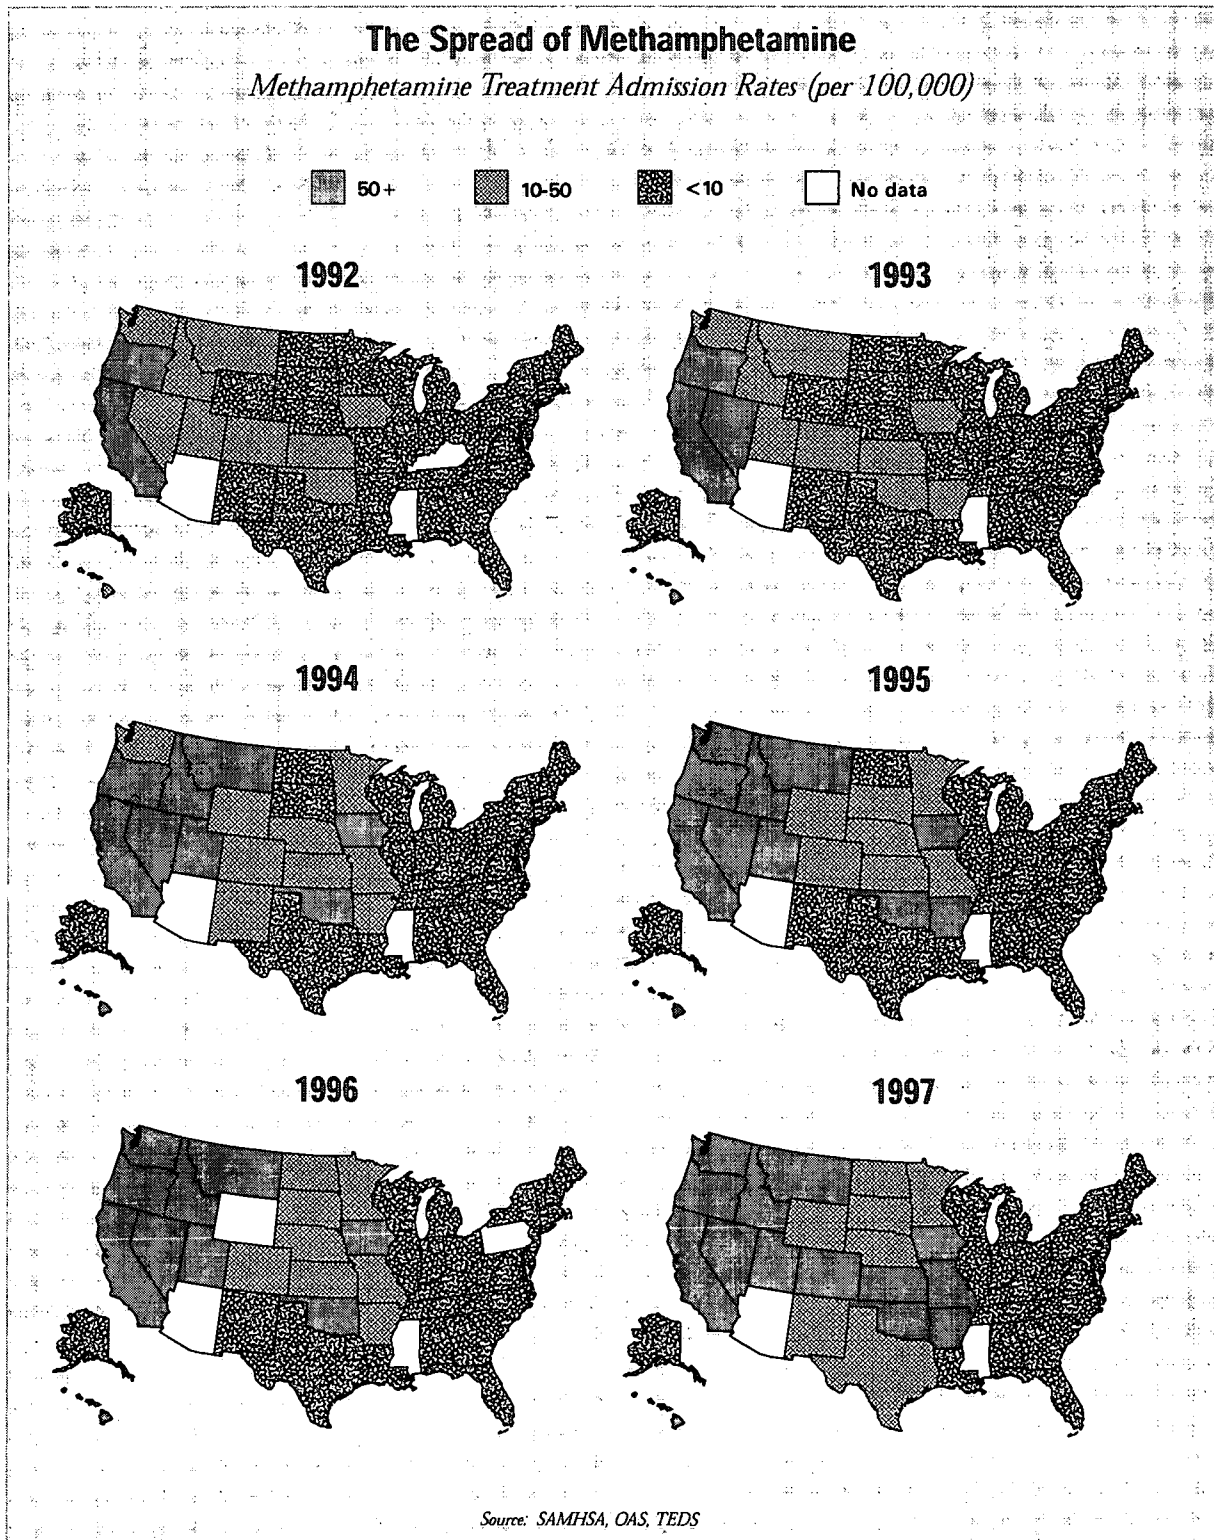 The Spread of Methamphetamine
Methamphetamine Treatment Admission Rates (per 100,000)
50+ 10-50 <10 No data
1992 1993
1994 1995
1996 1997
Source: SAMHSA, OAS, TEDS